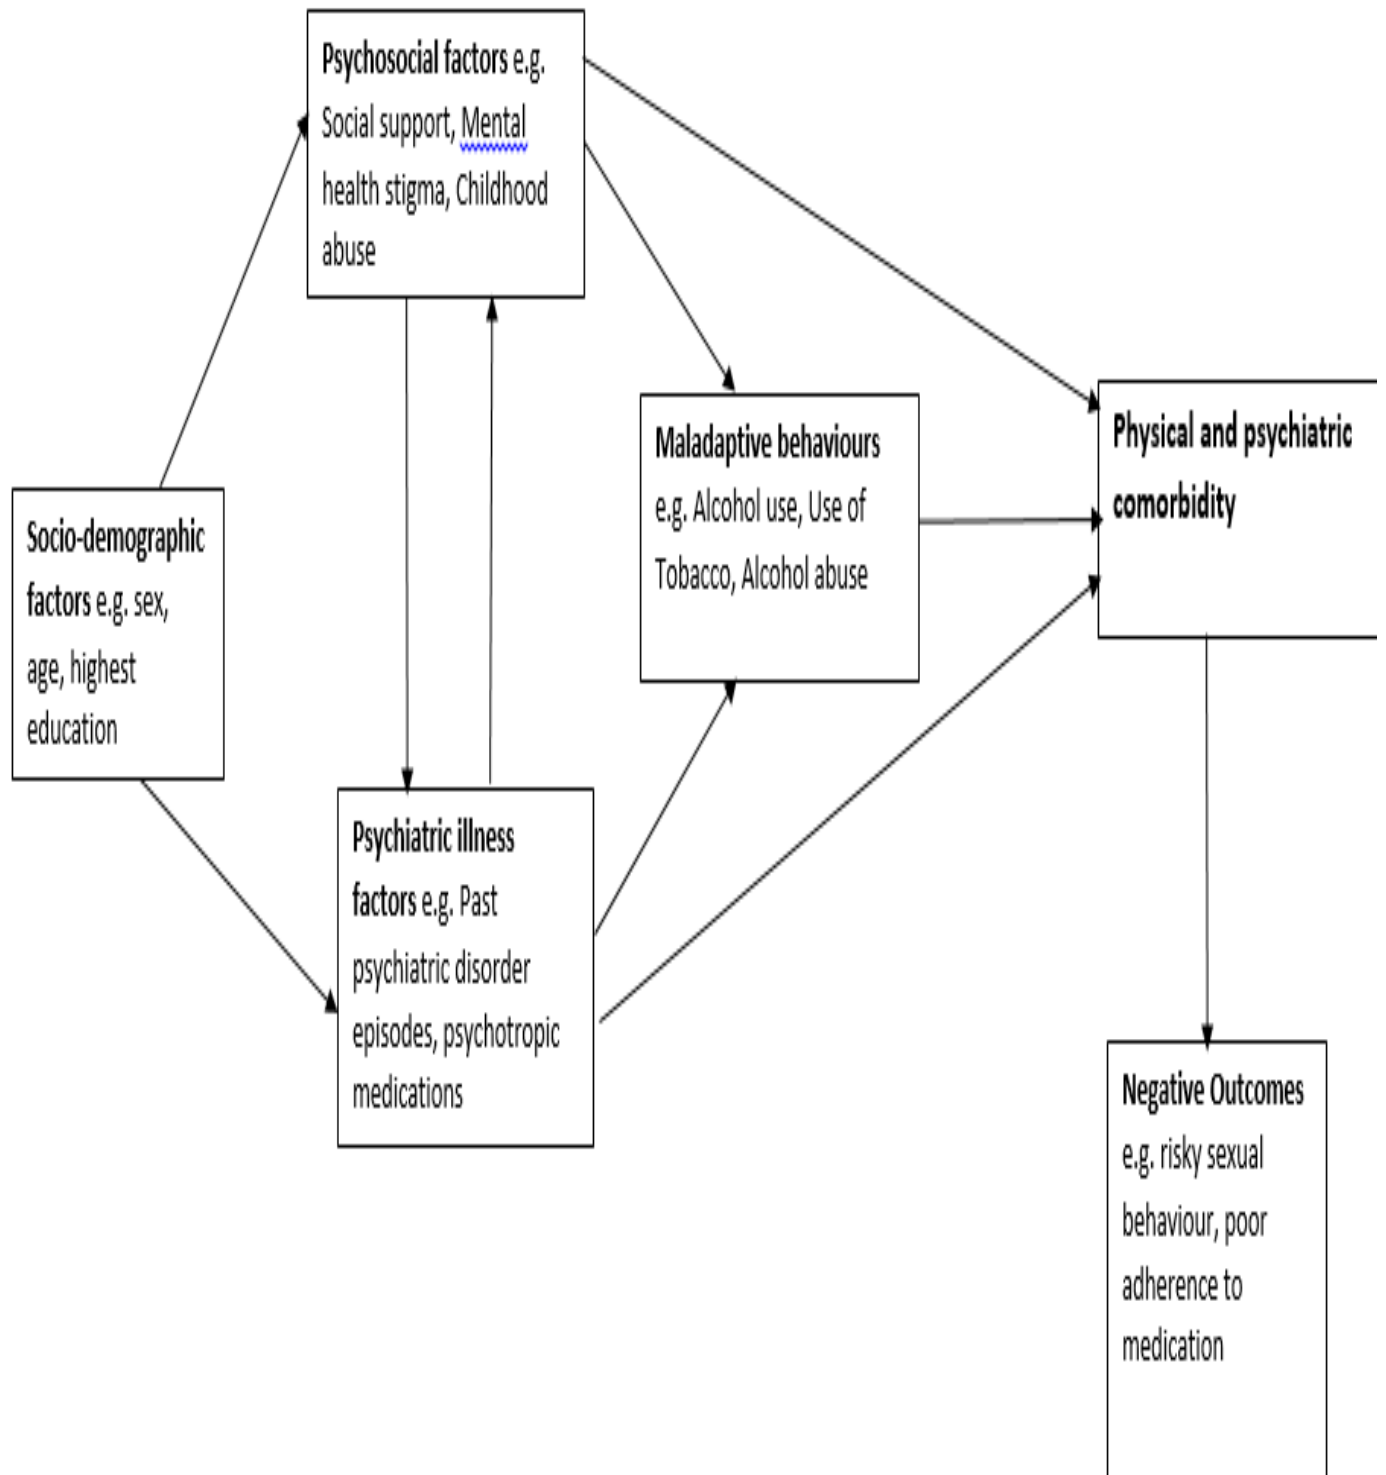 Psychosocial factors e.g.
Social support, Mental
health stigma, Childhood
abuse
Socio-demographic
factors e.g. sex,
age, highest
education
Maladaptive behaviours
e.g. Alcohol use, Use of
Tobacco, Alcohol abuse
Physical and psychiatric
comorbidity
Psychiatric illness
factors e.g. Past
psychiatric disorder
episodes, psychotropic
medications
Negative Outcomes
e.g. risky sexual
behaviour, poor
adherence to
medication